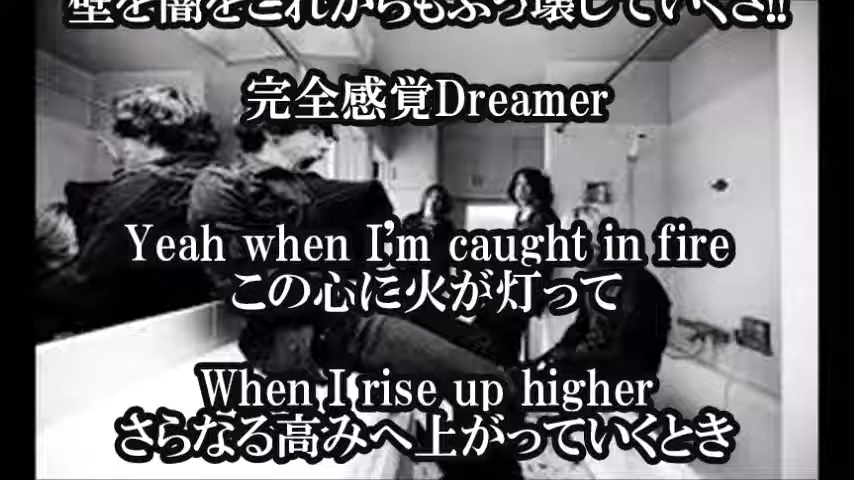 壁を闇をこれからもぶっ壊していくさ!!
完全感覚Dreamer
Yeah when I'm caught in fire
この心に火が灯って
When I rise up higher
さらなる高みへ上がっていくとき